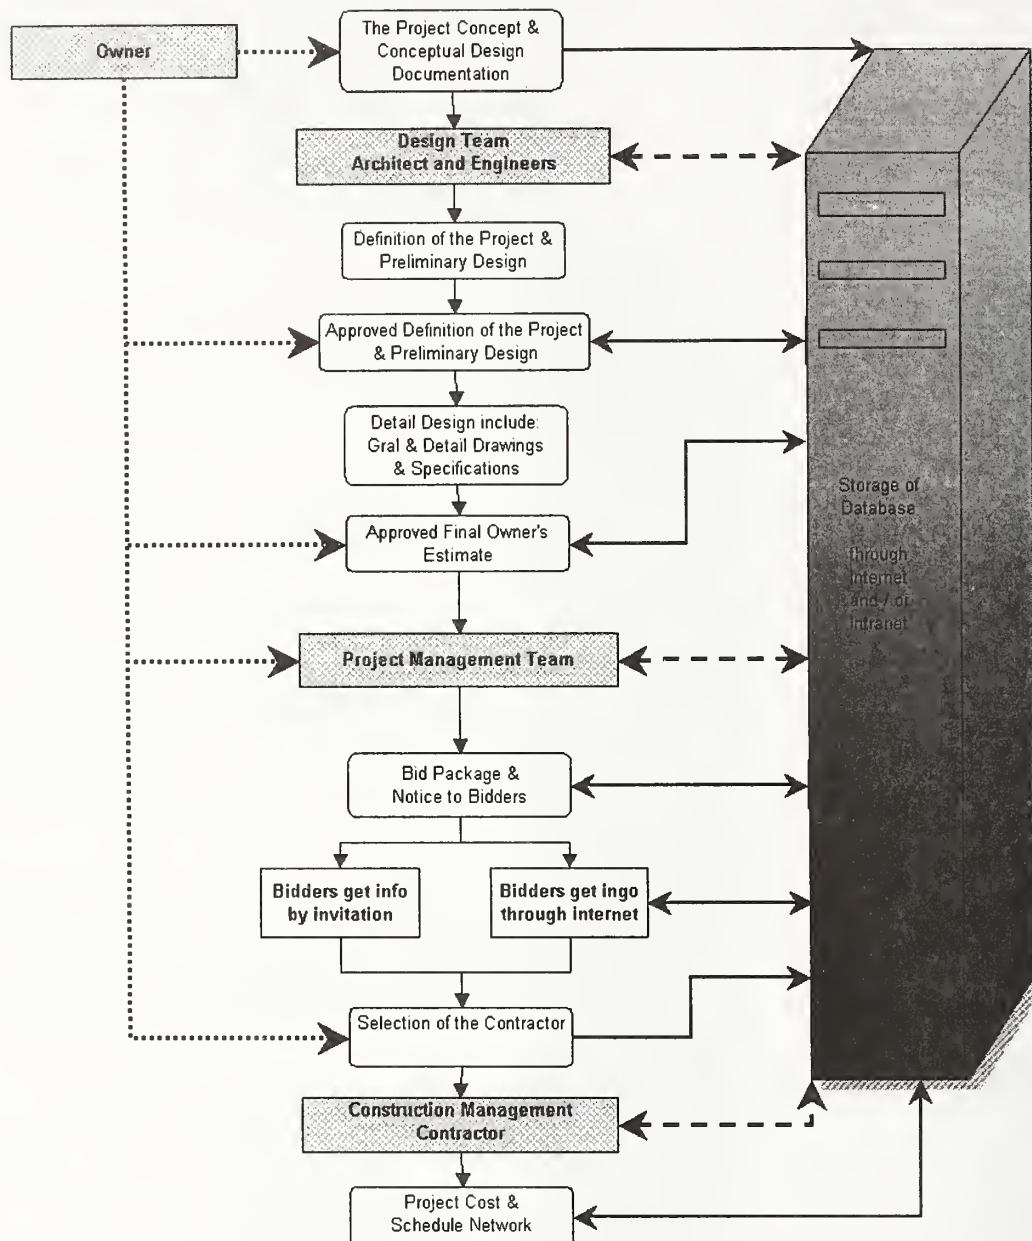 Owner
The Project Concept &
Conceptual Design
Documentation
Design Team
Architect and Engineers
Definition of the Project &
Preliminary Design
Approved Definition of the Project
& Preliminary Design
Detail Design include:
Gral & Detail Drawings
& Specifications
Approved Final Owner's
Estimate
Storage of
Database
through
Internet
and / or
Intranet
Project Management Team
Bid Package &
Notice to Bidders
Bidders get info
by invitation
Bidders get ingo
through internet
Selection of the Contractor
Construction Management
Contractor
Project Cost &
Schedule Network